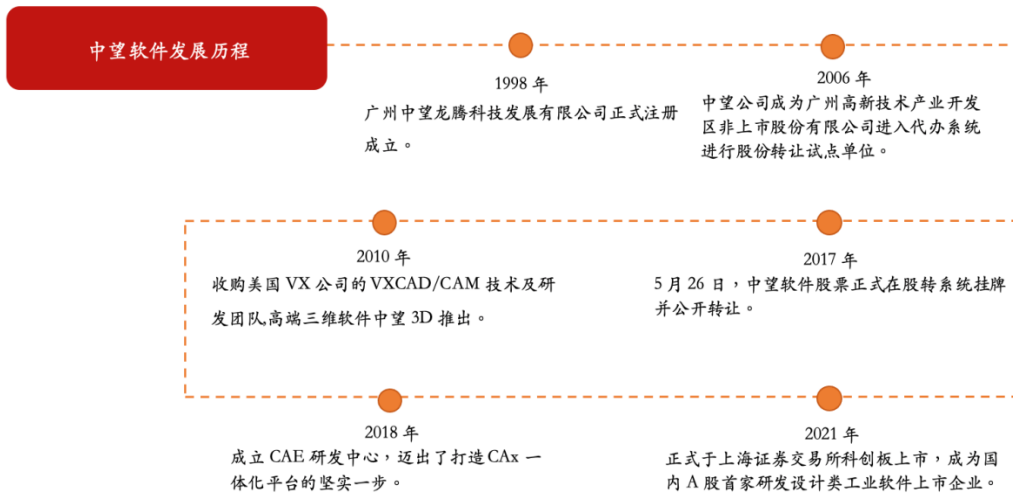 中望软件发展历程
1998 年
广州中望龙腾科技发展有限公司正式注册
成立。
2006 年
中望公司成为广州高新技术产业开发
区非上市股份有限公司进入代办系统
进行股份转让试点单位。
2010 年
收购美国 VX 公司的 VXCAD/CAM 技术及研
发团队,高端三维软件中望 3D 推出。
2017 年
5 月 26 日，中望软件股票正式在股转系统挂牌
并公开转让。
2018 年
成立 CAE 研发中心，迈出了打造 CAx 一
体化平台的坚实一步。
2021 年
正式于上海证券交易所科创板上市，成为国
内 A 股首家研发设计类工业软件上市企业。